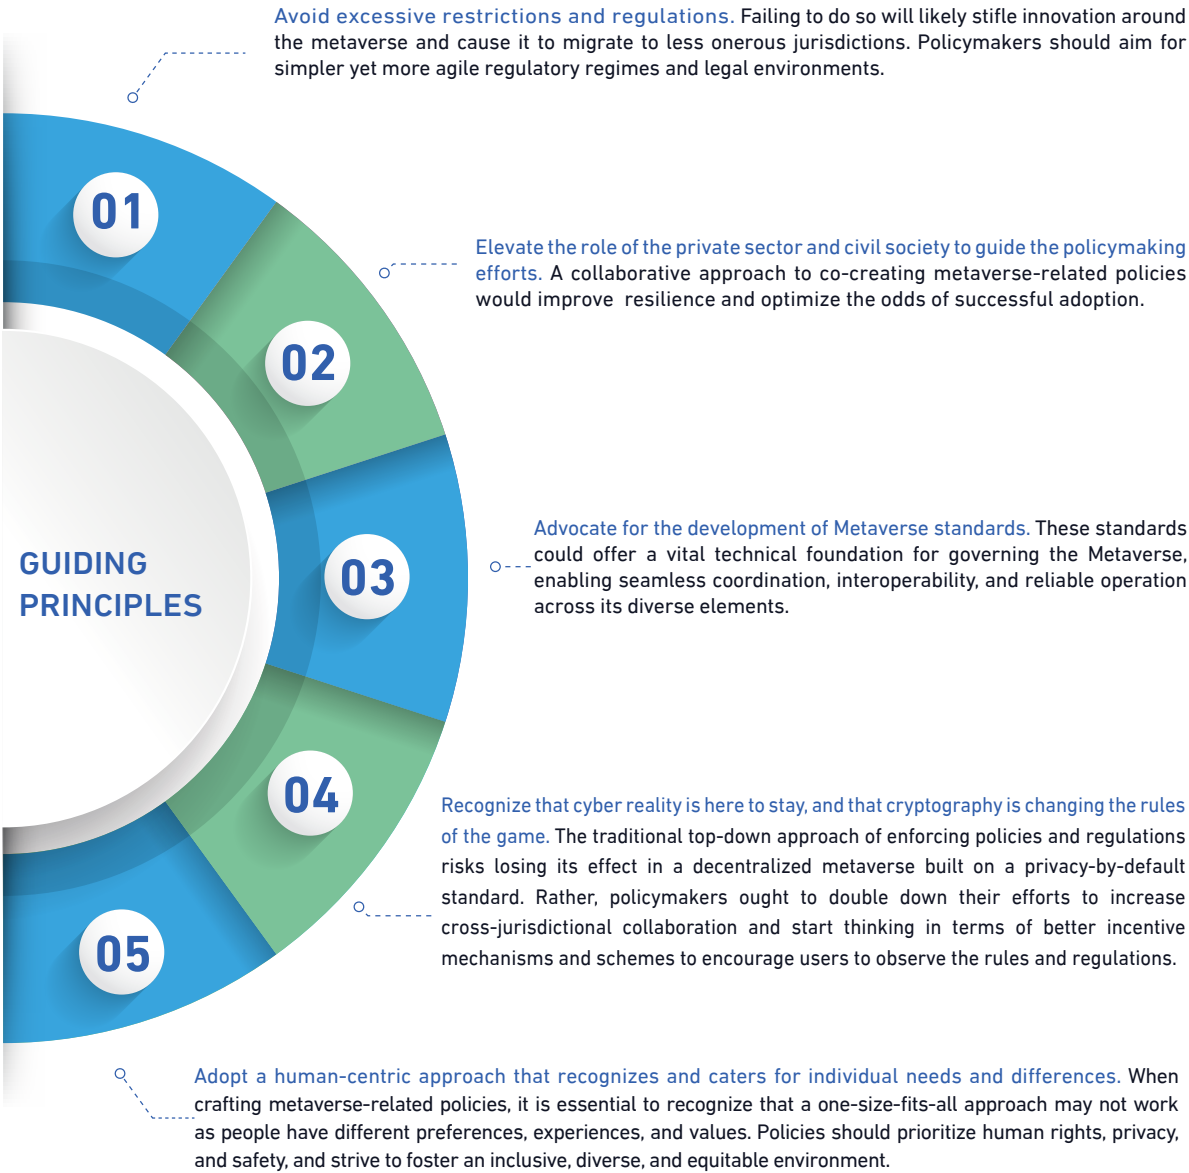 Avoid excessive restrictions and regulations. Failing to do so will likely stifle innovation around
the metaverse and cause it to migrate to less onerous jurisdictions. Policymakers should aim for
simpler yet more agile regulatory regimes and legal environments.
01
Elevate the role of the private sector and civil society to guide the policymaking
efforts. A collaborative approach to co-creating metaverse-related policies
would improve resilience and optimize the odds of successful adoption.
02
Advocate for the development of Metaverse standards. These standards
could offer a vital technical foundation for governing the Metaverse,
enabling seamless coordination, interoperability, and reliable operation
across its diverse elements.
03
GUIDING
PRINCIPLES
04
Recognize that cyber reality is here to stay, and that cryptography is changing the rules
of the game. The traditional top-down approach of enforcing policies and regulations
risks losing its effect in a decentralized metaverse built on a privacy-by-default
standard. Rather, policymakers ought to double down their efforts to increase
cross-jurisdictional collaboration and start thinking in terms of better incentive
mechanisms and schemes to encourage users to observe the rules and regulations.
05
Adopt a human-centric approach that recognizes and caters for individual needs and differences. When
crafting metaverse-related policies, it is essential to recognize that a one-size-fits-all approach may not work
as people have different preferences, experiences, and values. Policies should prioritize human rights, privacy,
and safety, and strive to foster an inclusive, diverse, and equitable environment.